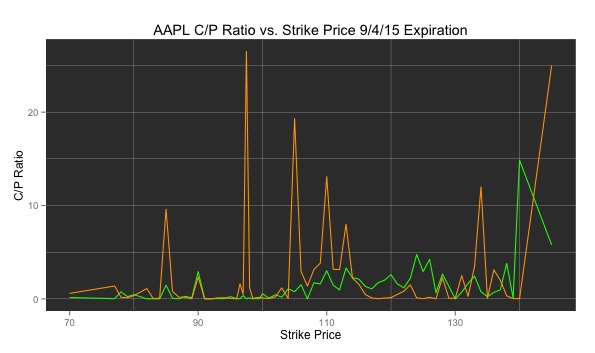 AAPL C/P Ratio vs. Strike Price 9/4/15 Expiration
C/P Ratio
20
10
0
70 90 110 130
Strike Price